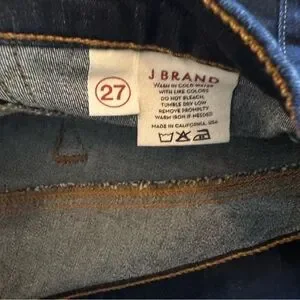 27
J BRAND
WASH IN COLD WATER
WITH LIKE COLORS
DO NOT BLEACH.
TUMBLE DRY LOW
REMOVE PROMPTLY
WARM IRON IF NEEDED
MADE IN CALIFORNIA, USA